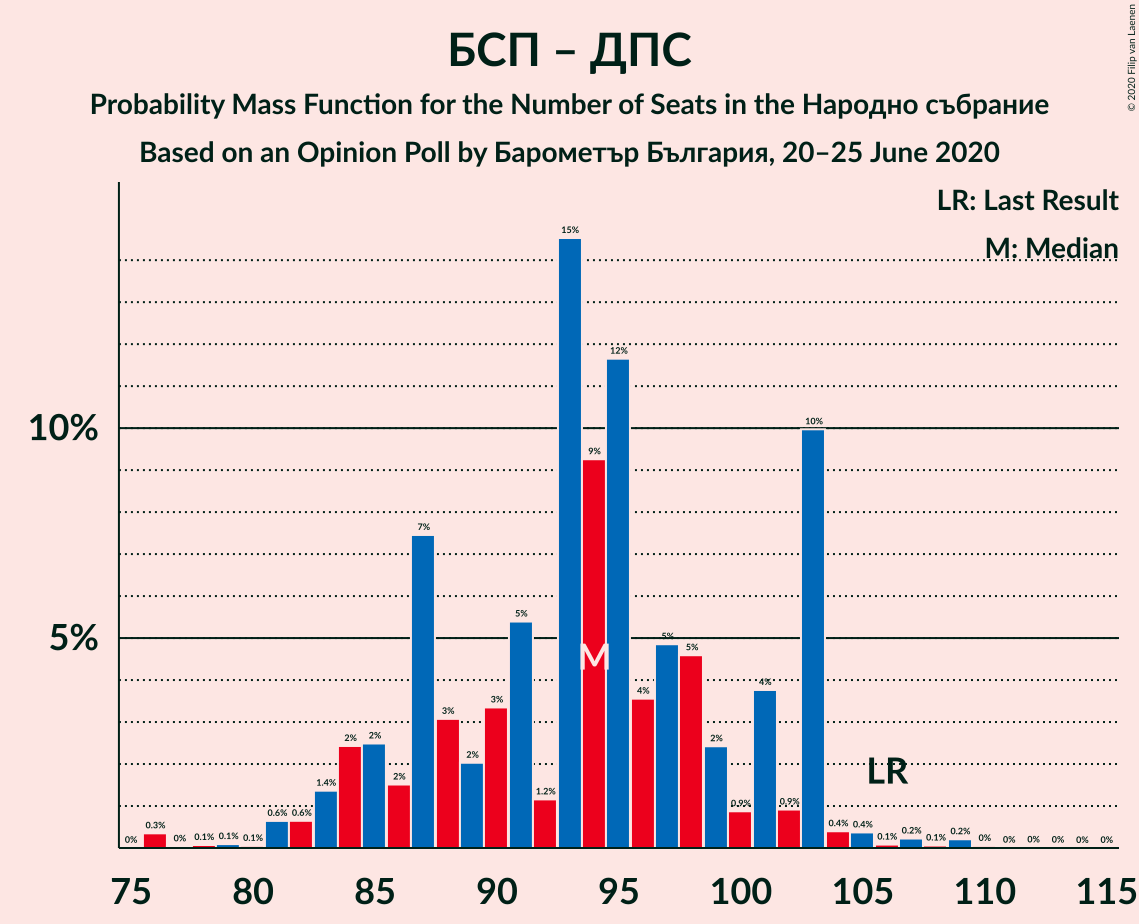 БСП – ДПС
Probability Mass Function for the Number of Seats in the Народно събрание
Based on an Opinion Poll by Барометър България, 20–25 June 2020
© 2020 Filip van Laenen
LR: Last Result
M: Median
10%
5%
0% 0.3% 0% 0.1% 0.1% 0.1% 0.6% 0.6% 1.4% 2% 2% 2% 7% 3% 2% 3% 5% 1.2% 15% 9% 12% 4% 5% 5% 2% 0.9% 4% 0.9% 10% 0.4% 0.4% 0.1% 0.2% 0.1% 0.2% 0% 0% 0% 0% 0% 0%
M
LR
75 80 85 90 95 100 105 110 115